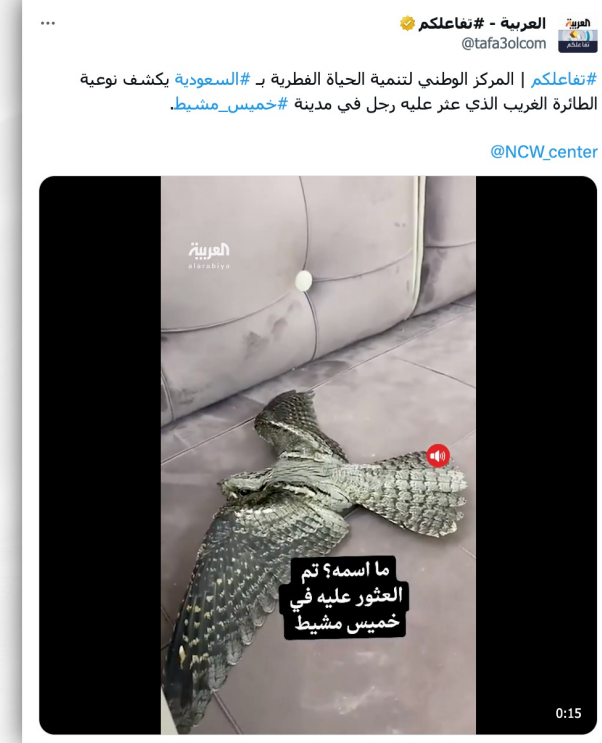 العربية - #تفاعلكم
@tafa3olcom
#تفاعلكم | المركز الوطني لتنمية الحياة الفطرية بـ #السعودية يكشف نوعية
الطائرة الغريب الذي عثر عليه رجل في مدينة #خميس_مشيط.
@NCW_center
العربية
alarabiya
ما اسمه؟ تم
العثور عليه في
خميس مشيط
0:15